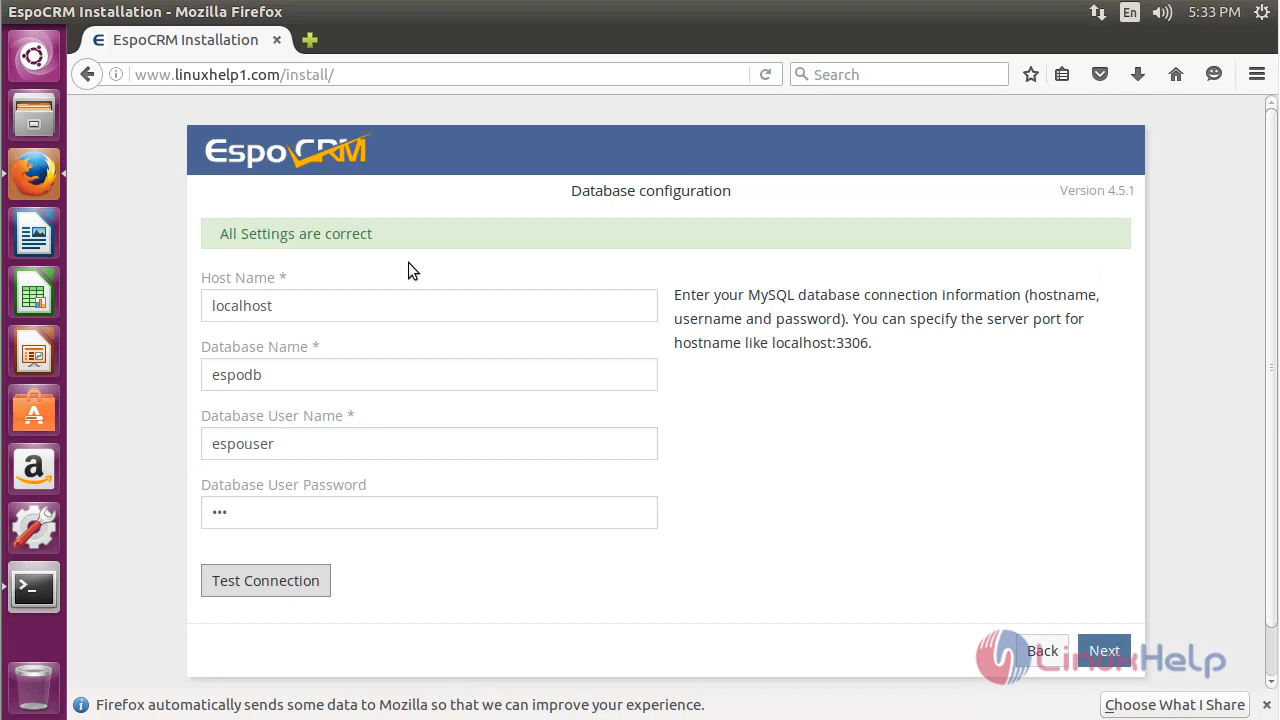 EspoCRM Installation - Mozilla Firefox
En
5:33 PM
EspoCRM Installation
www.linuxhelp1.com/install/
Search
EspoCRM
Database configuration
Version 4.5.1
All Settings are correct
Host Name *
localhost
Enter your MySQL database connection information (hostname,
username and password). You can specify the server port for
hostname like localhost:3306.
Database Name *
espodb
Database User Name *
espouser
Database User Password
•••
Test Connection
Back
Next
LinuxHelp
Firefox automatically sends some data to Mozilla so that we can improve your experience.
Choose What I Share